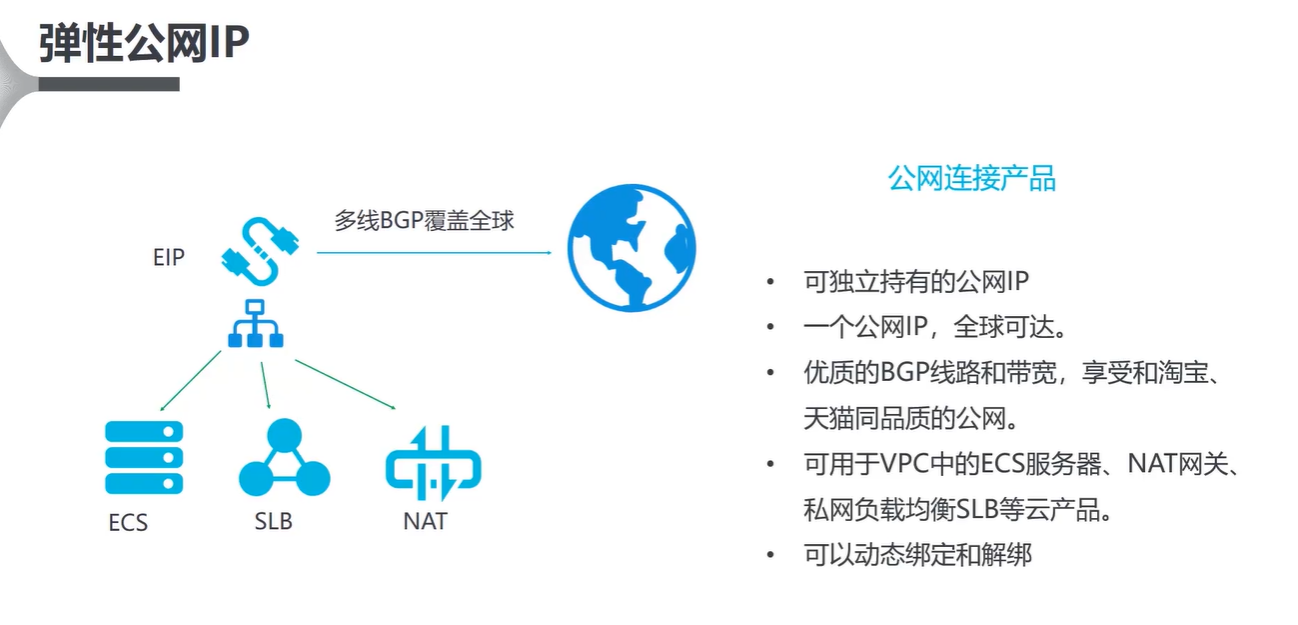 弹性公网IP
公网连接产品
多线BGP覆盖全球
EIP
ECS
SLB
NAT
• 可独立持有的公网IP
• 一个公网IP，全球可达。
• 优质的BGP线路和带宽，享受和淘宝、
天猫同品质的公网。
• 可用于VPC中的ECS服务器、NAT网关、
私网负载均衡SLB等云产品。
• 可以动态绑定和解绑